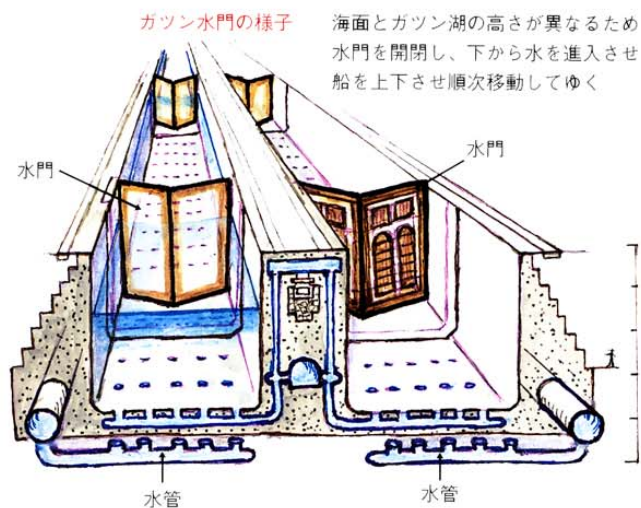 ガツン水門の様子
海面とガツン湖の高さが異なるため
水門を開閉し、下から水を進入させ
船を上下させ順次移動してゆく
水門
水門
水管
水管